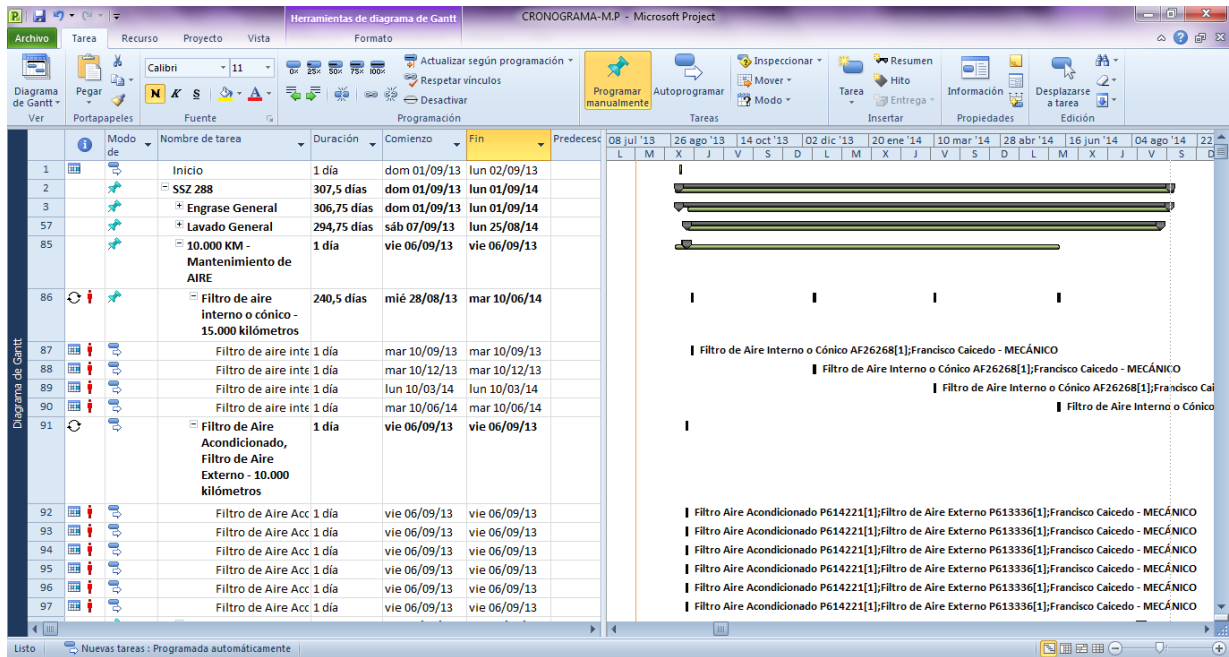 Herramientas de diagrama de Gantt
CRONOGRAMA-M.P - Microsoft Project
Archivo Tarea Recurso Proyecto Vista Formato
Diagrama de Gantt
Ver
Pegar
Portapapeles
Calibri 11
N K S A
Fuente
0% 25% 50% 75% 100%
Actualizar según programación
Respetar vínculos
Desactivar
Programación
Programar manualmente
Autoprogramar
Inspeccionar
Mover
Modo
Tareas
Tarea
Resumen
Hito
Entrega
Insertar
Información
Propiedades
Desplazarse a tarea
Edición
Modo de Nombre de tarea Duración Comienzo Fin Predeceso
08 jul '13 26 ago '13 14 oct '13 02 dic '13 20 ene '14 10 mar '14 28 abr '14 16 jun '14 04 ago '14 22
L M X J V S D L M X J V S D L M X J V S D
1 Inicio 1 día dom 01/09/13 lun 02/09/13
2 SSZ 288 307,5 días dom 01/09/13 lun 01/09/14
3 Engrase General 306,75 días dom 01/09/13 lun 01/09/14
57 Lavado General 294,75 días sáb 07/09/13 lun 25/08/14
85 10.000 KM - 1 día vie 06/09/13 vie 06/09/13
Mantenimiento de
AIRE
86 Filtro de aire 240,5 días mié 28/08/13 mar 10/06/14
interno o cónico -
15.000 kilómetros
87 Filtro de aire inte 1 día mar 10/09/13 mar 10/09/13 Filtro de Aire Interno o Cónico AF26268[1];Francisco Caicedo - MECÁNICO
88 Filtro de aire inte 1 día mar 10/12/13 mar 10/12/13 Filtro de Aire Interno o Cónico AF26268[1];Francisco Caicedo - MECÁNICO
89 Filtro de aire inte 1 día lun 10/03/14 lun 10/03/14 Filtro de Aire Interno o Cónico AF26268[1];Francisco Cai
90 Filtro de aire inte 1 día mar 10/06/14 mar 10/06/14 Filtro de Aire Interno o Cónico
91 Filtro de Aire 1 día vie 06/09/13 vie 06/09/13
Acondicionado,
Filtro de Aire
Externo - 10.000
kilómetros
92 Filtro de Aire Acc 1 día vie 06/09/13 vie 06/09/13 Filtro Aire Acondicionado P614221[1];Filtro de Aire Externo P613336[1];Francisco Caicedo - MECÁNICO
93 Filtro de Aire Acc 1 día vie 06/09/13 vie 06/09/13 Filtro Aire Acondicionado P614221[1];Filtro de Aire Externo P613336[1];Francisco Caicedo - MECÁNICO
94 Filtro de Aire Acc 1 día vie 06/09/13 vie 06/09/13 Filtro Aire Acondicionado P614221[1];Filtro de Aire Externo P613336[1];Francisco Caicedo - MECÁNICO
95 Filtro de Aire Acc 1 día vie 06/09/13 vie 06/09/13 Filtro Aire Acondicionado P614221[1];Filtro de Aire Externo P613336[1];Francisco Caicedo - MECÁNICO
96 Filtro de Aire Acc 1 día vie 06/09/13 vie 06/09/13 Filtro Aire Acondicionado P614221[1];Filtro de Aire Externo P613336[1];Francisco Caicedo - MECÁNICO
97 Filtro de Aire Acc 1 día vie 06/09/13 vie 06/09/13 Filtro Aire Acondicionado P614221[1];Filtro de Aire Externo P613336[1];Francisco Caicedo - MECÁNICO
Diagrama de Gantt
Listo Nuevas tareas : Programada automáticamente